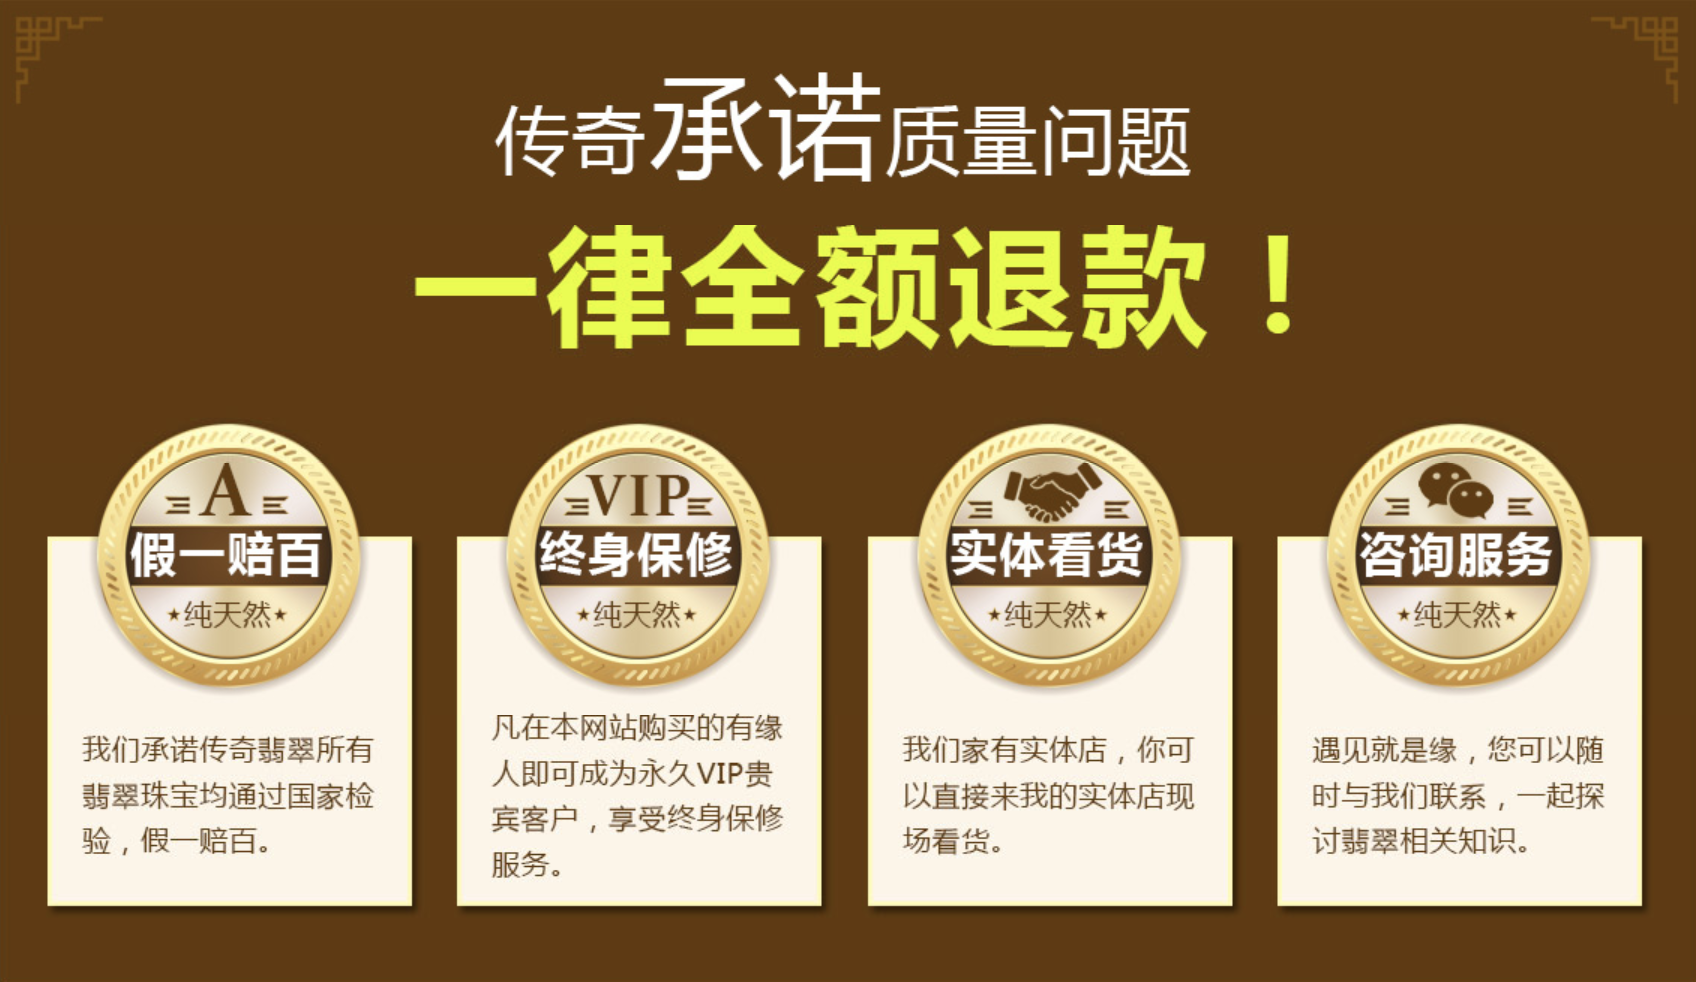 传奇承诺质量问题
一律全额退款！
A
假一赔百
★纯天然★
我们承诺传奇翡翠所有
翡翠珠宝均通过国家检
验，假一赔百。
VIP
终身保修
★纯天然★
凡在本网站购买的有缘
人即可成为永久VIP贵
宾客户，享受终身保修
服务。
实体看货
★纯天然★
我们家有实体店，你可
以直接来我的实体店现
场看货。
咨询服务
★纯天然★
遇见就是缘，您可以随
时与我们联系，一起探
讨翡翠相关知识。